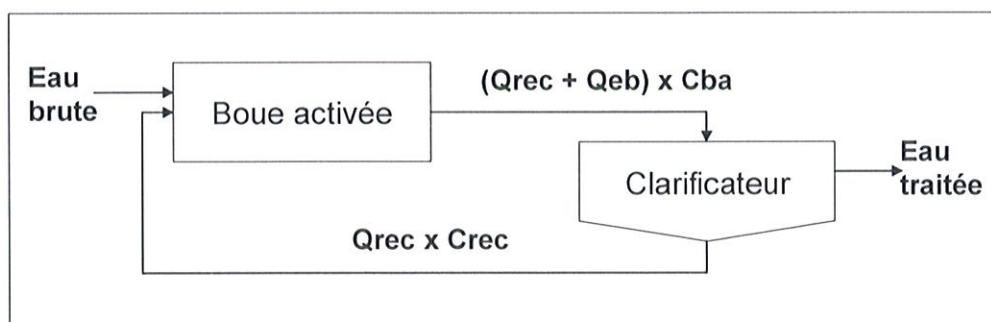 Eau
brute
Boue activée
(Qrec + Qeb) x Cba
Clarificateur
Eau
traitée
Qrec x Crec